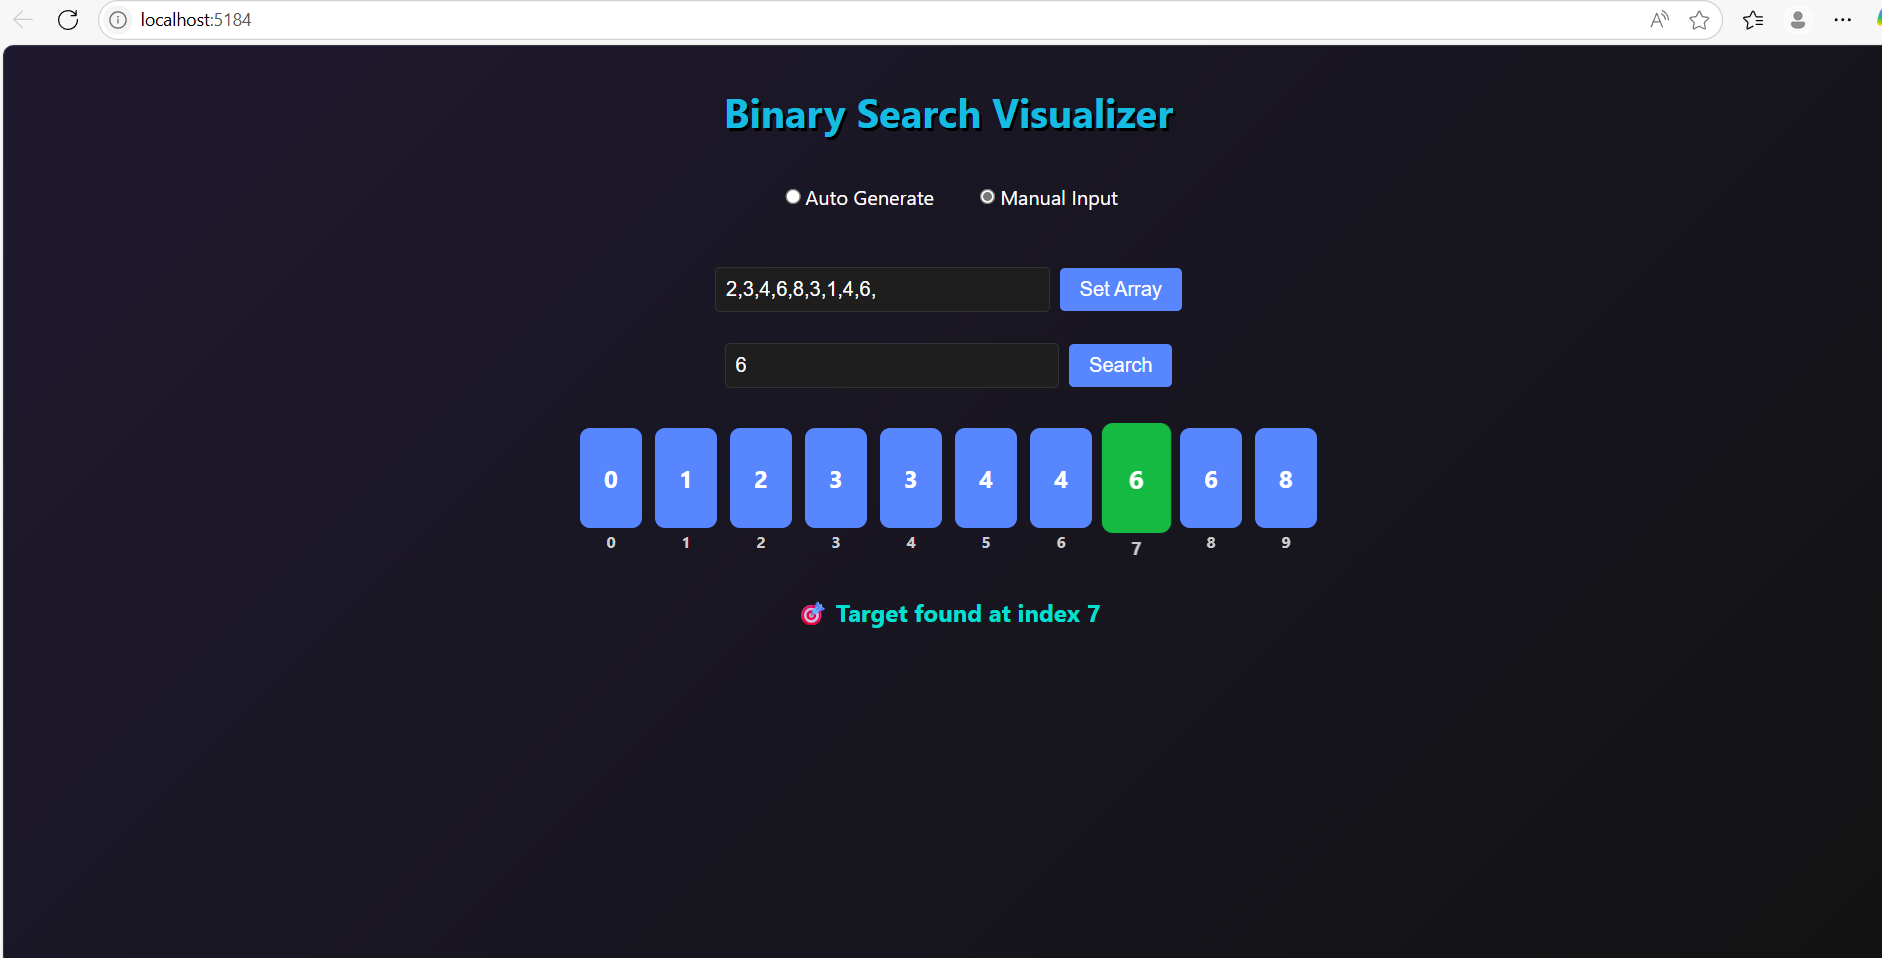 localhost:5184
Binary Search Visualizer
Auto Generate Manual Input
2,3,4,6,8,3,1,4,6, Set Array
6 Search
0 1 2 3 3 4 4 6 6 8
0 1 2 3 4 5 6 7 8 9
🎯 Target found at index 7